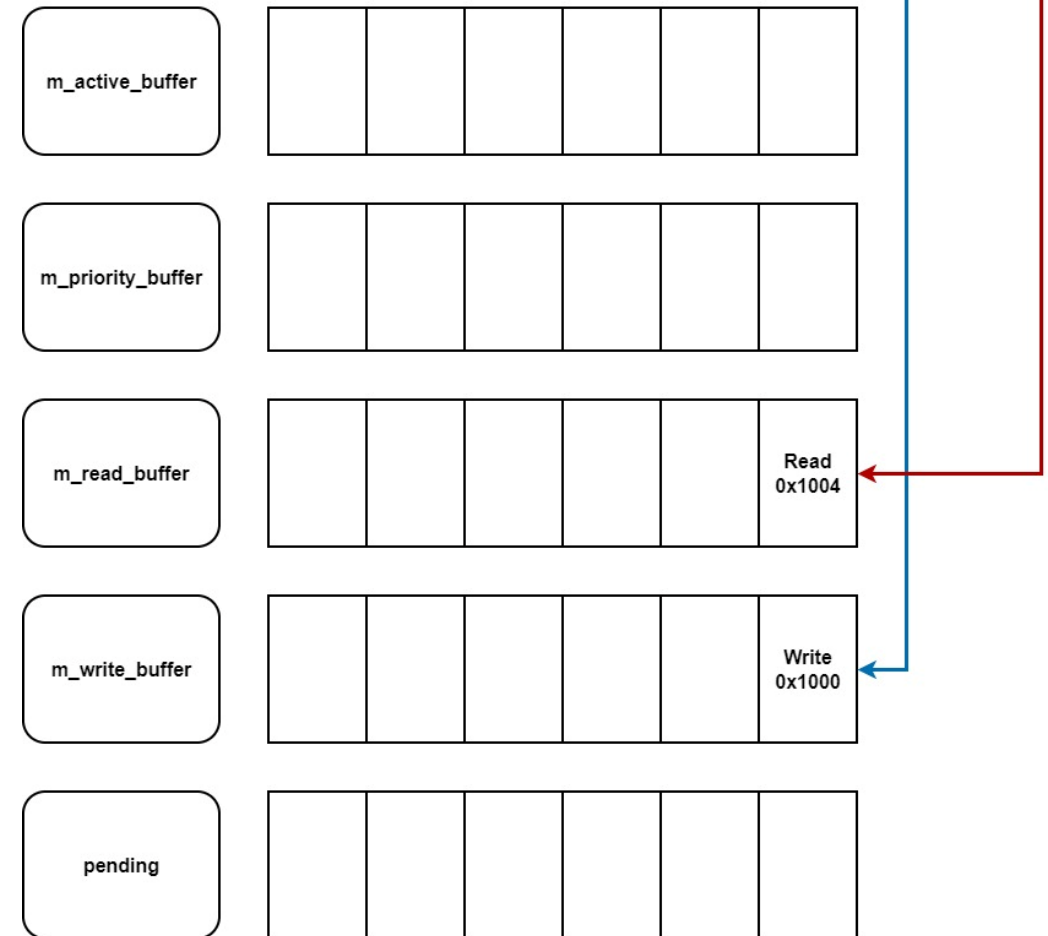 m_active_buffer
m_priority_buffer
m_read_buffer
Read
0x1004
m_write_buffer
Write
0x1000
pending